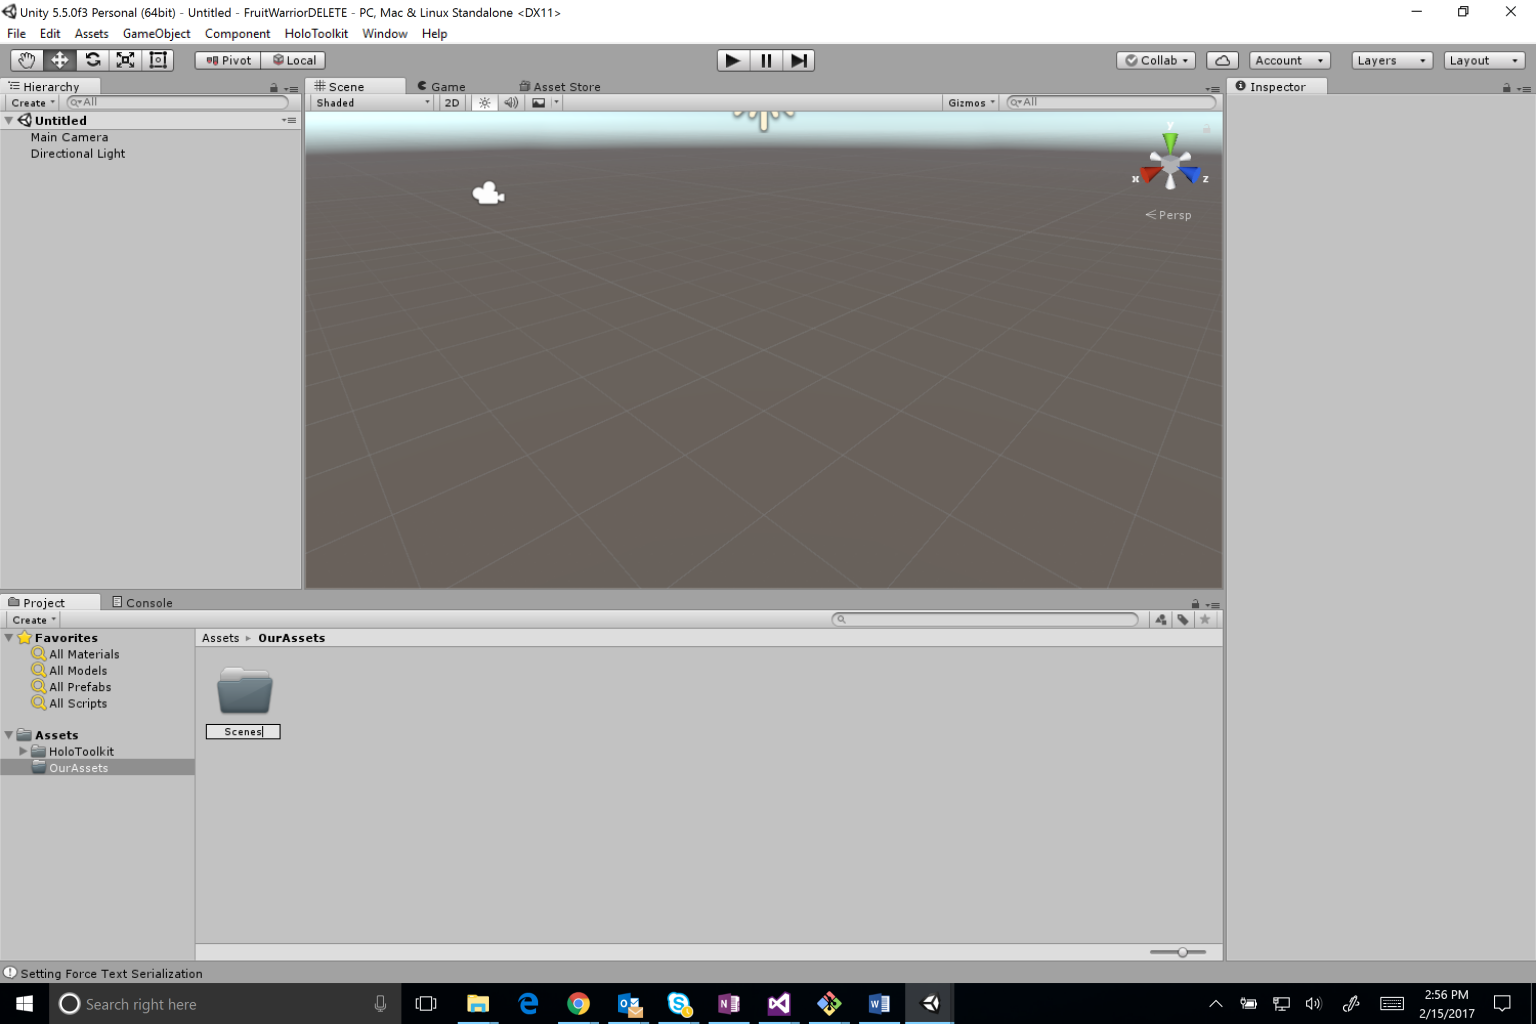 Unity 5.5.0f3 Personal (64bit) - Untitled - FruitWarriorDELETE - PC, Mac & Linux Standalone <DX11>
File Edit Assets GameObject Component HoloToolkit Window Help
Pivot Local Collab Account Layers Layout
Hierarchy
Create All
Untitled
Main Camera
Directional Light
Scene Game Asset Store
Shaded 2D Gizmos All
y
x z
Persp
Inspector
Project Console
Create
Favorites
All Materials
All Models
All Prefabs
All Scripts
Assets
HoloToolkit
OurAssets
Assets OurAssets
Scenes
Setting Force Text Serialization
Search right here
2:56 PM
2/15/2017